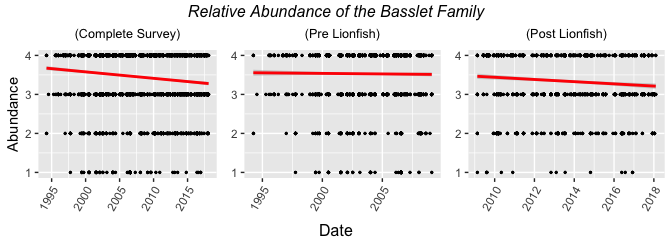 Relative Abundance of the Basslet Family
(Complete Survey) (Pre Lionfish) (Post Lionfish)
Abundance
4 4 4
3 3 3
2 2 2
1 1 1
1995 2000 2005 2010 2015 1995 2000 2005 2010 2012 2014 2016 2018
Date